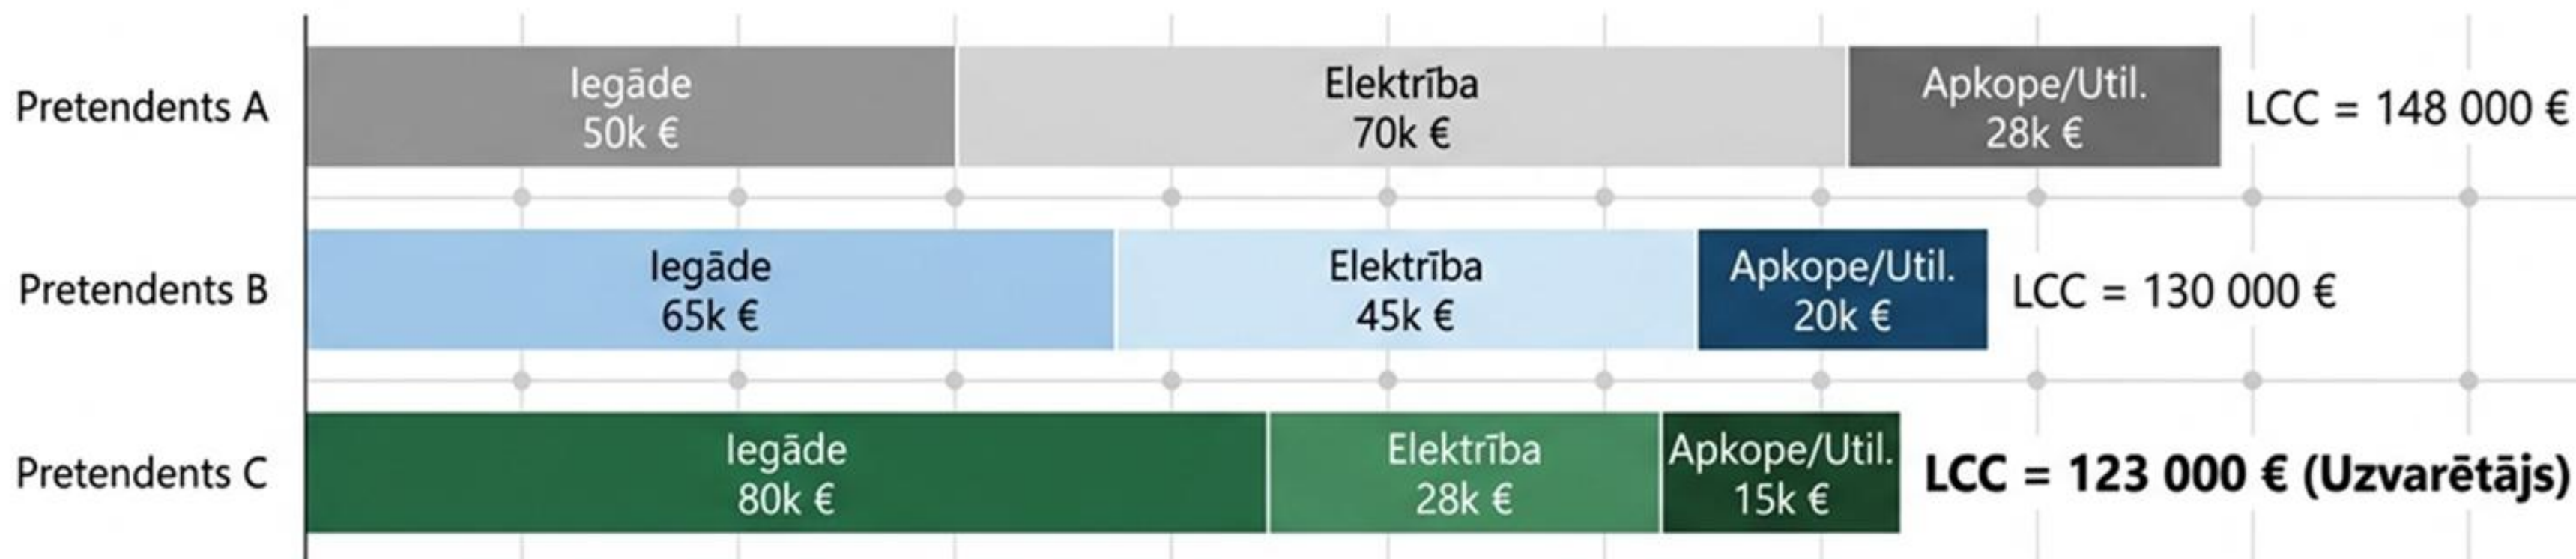 Pretendents A
Iegāde
50k €
Elektrība
70k €
Apkope/Util.
28k €
LCC = 148 000 €
Pretendents B
Iegāde
65k €
Elektrība
45k €
Apkope/Util.
20k €
LCC = 130 000 €
Pretendents C
Iegāde
80k €
Elektrība
28k €
Apkope/Util.
15k €
LCC = 123 000 € (Uzvarētājs)